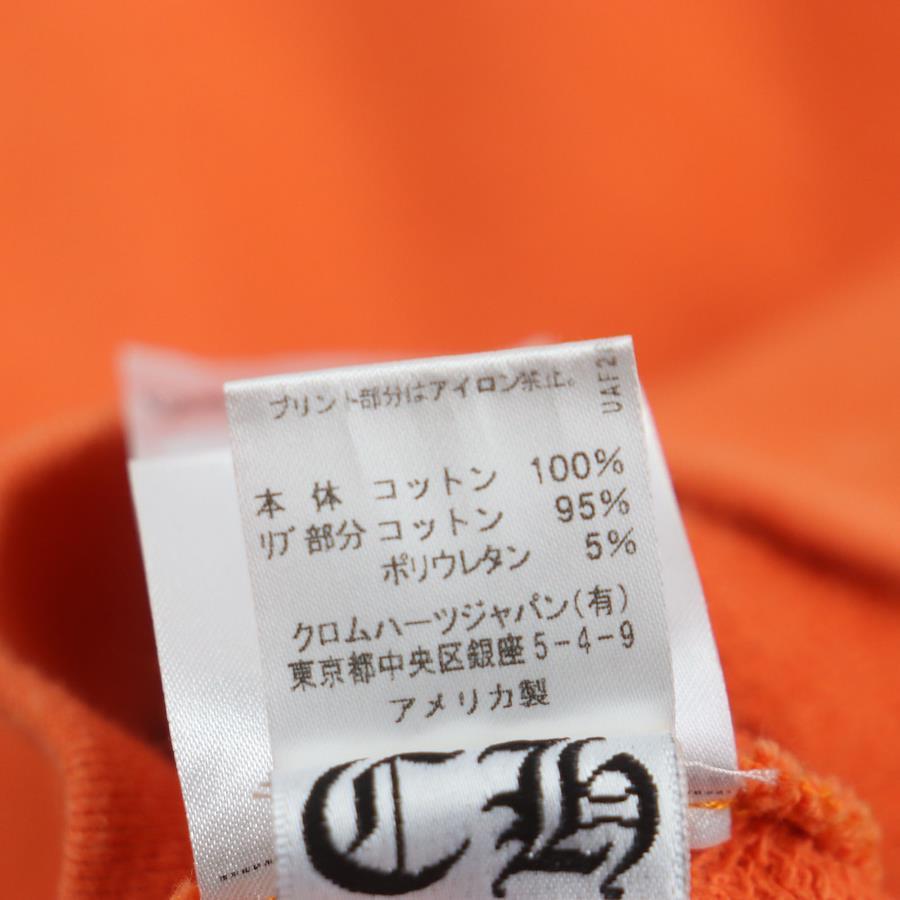 プリント部分はアイロン禁止。
本 体 コットン 100%
リブ部分 コットン 95%
ポリウレタン 5%
クロムハーツジャパン(有)
東京都中央区銀座5-4-9
アメリカ製
CH